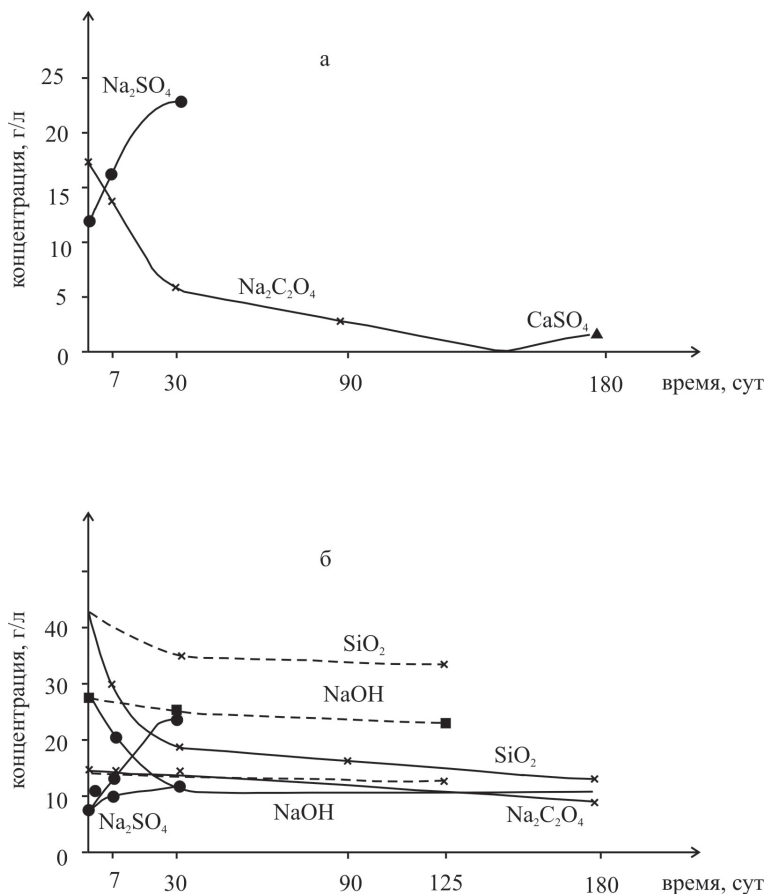 а
концентрация, г/л
25
20
15
10
5
0
Na₂SO₄
Na₂C₂O₄
CaSO₄
7 30 90 180 время, сут
б
концентрация, г/л
40
30
20
10
0
SiO₂
NaOH
SiO₂
Na₂SO₄ NaOH Na₂C₂O₄
7 30 90 125 180 время, сут